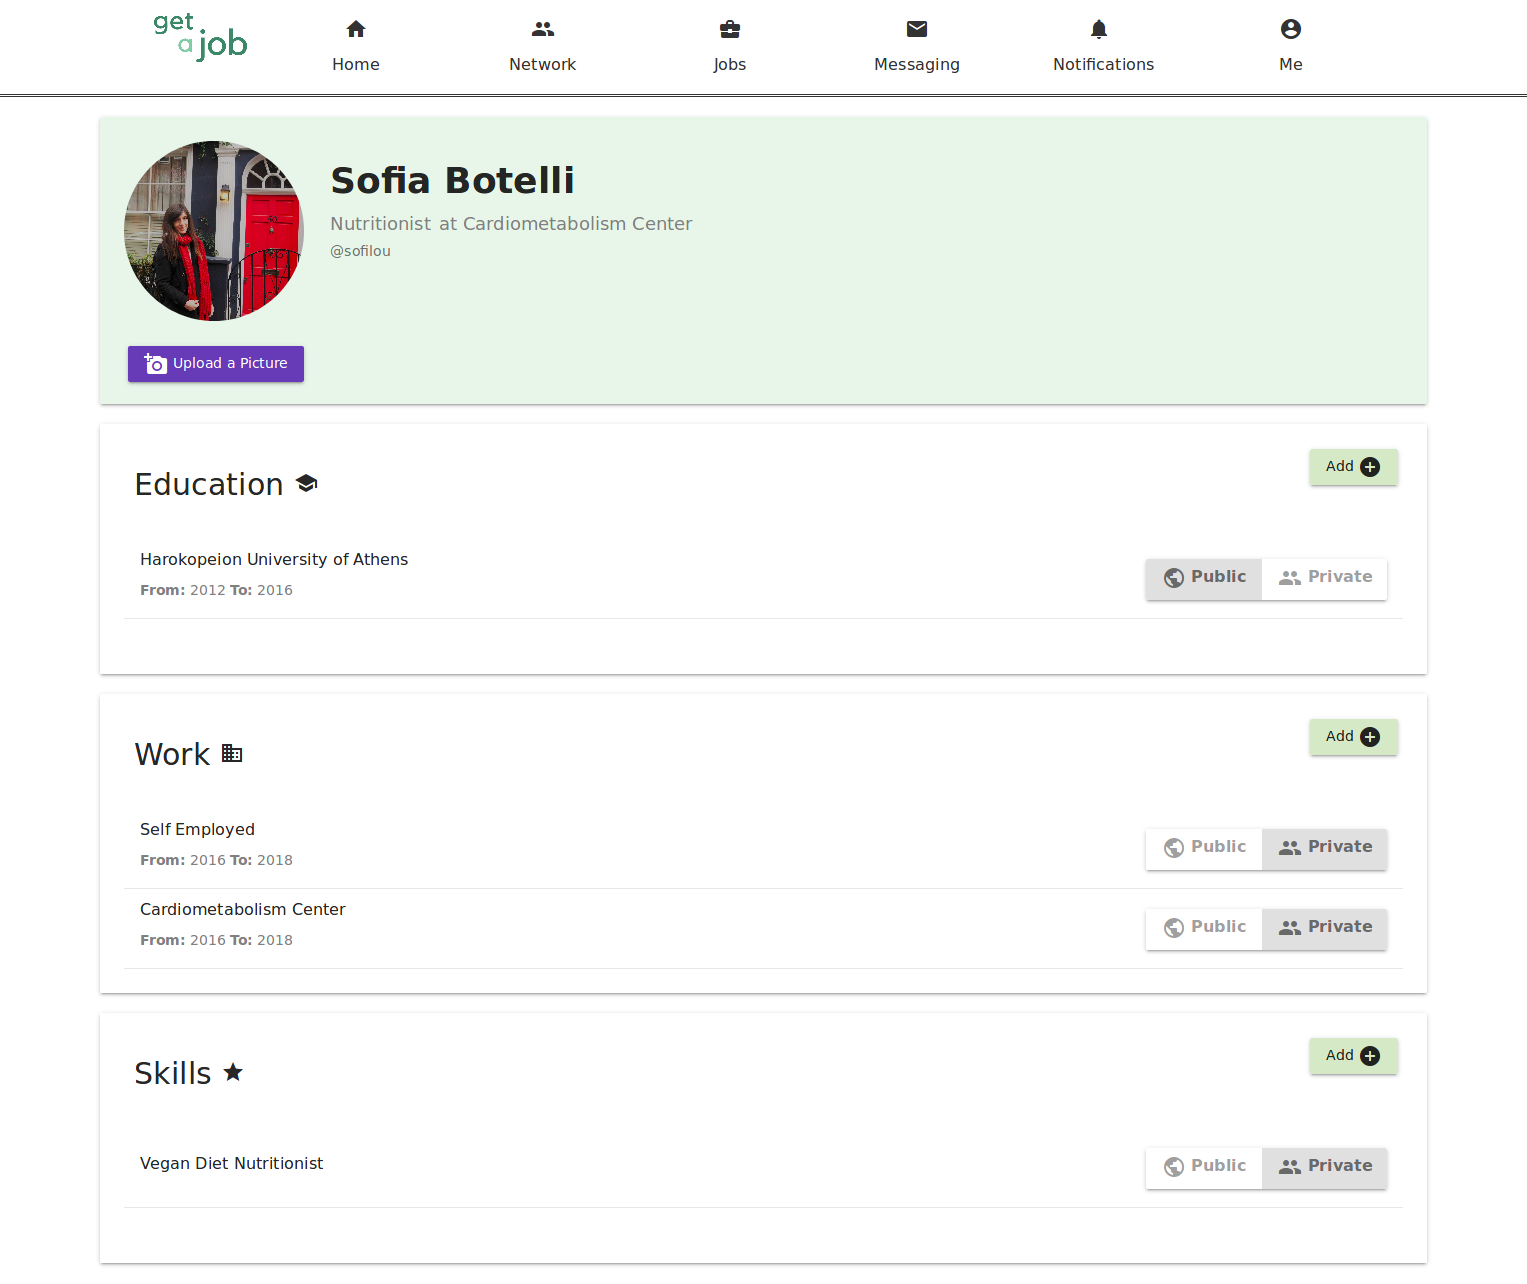 get
a job
Home
Network
Jobs
Messaging
Notifications
Me
Sofia Botelli
Nutritionist at Cardiometabolism Center
@sofilou
Upload a Picture
Education
Add
Harokopeion University of Athens
From: 2012 To: 2016
Public
Private
Work
Add
Self Employed
From: 2016 To: 2018
Public
Private
Cardiometabolism Center
From: 2016 To: 2018
Public
Private
Skills
Add
Vegan Diet Nutritionist
Public
Private